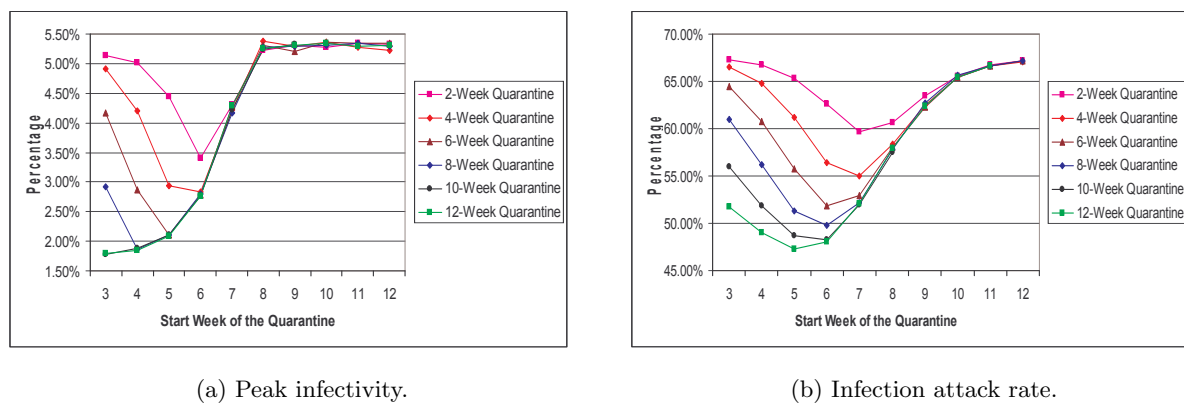 5.50%
5.00%
4.50%
4.00%
3.50%
3.00%
2.50%
2.00%
1.50%
Percentage
3 4 5 6 7 8 9 10 11 12
Start Week of the Quarantine
2-Week Quarantine
4-Week Quarantine
6-Week Quarantine
8-Week Quarantine
10-Week Quarantine
12-Week Quarantine
(a) Peak infectivity.
70.00%
65.00%
60.00%
55.00%
50.00%
45.00%
Percentage
3 4 5 6 7 8 9 10 11 12
Start Week of the Quarantine
2-Week Quarantine
4-Week Quarantine
6-Week Quarantine
8-Week Quarantine
10-Week Quarantine
12-Week Quarantine
(b) Infection attack rate.